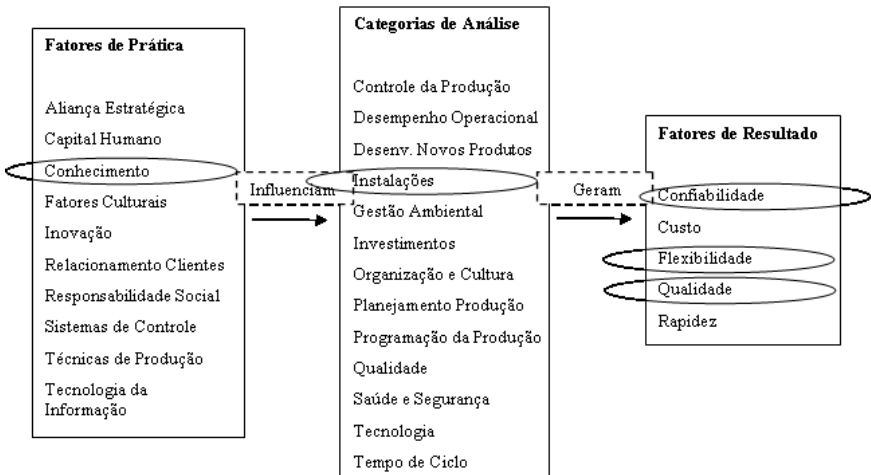 Fatores de Prática
Aliança Estratégica
Capital Humano
Conhecimento
Fatores Culturais
Inovação
Relacionamento Clientes
Responsabilidade Social
Sistemas de Controle
Técnicas de Produção
Tecnologia da
Informação
Influenciam
Categorias de Análise
Controle da Produção
Desempenho Operacional
Desenv. Novos Produtos
Instalações
Gestão Ambiental
Investimentos
Organização e Cultura
Planejamento Produção
Programação da Produção
Qualidade
Saúde e Segurança
Tecnologia
Tempo de Ciclo
Geram
Fatores de Resultado
Confiabilidade
Custo
Flexibilidade
Qualidade
Rapidez